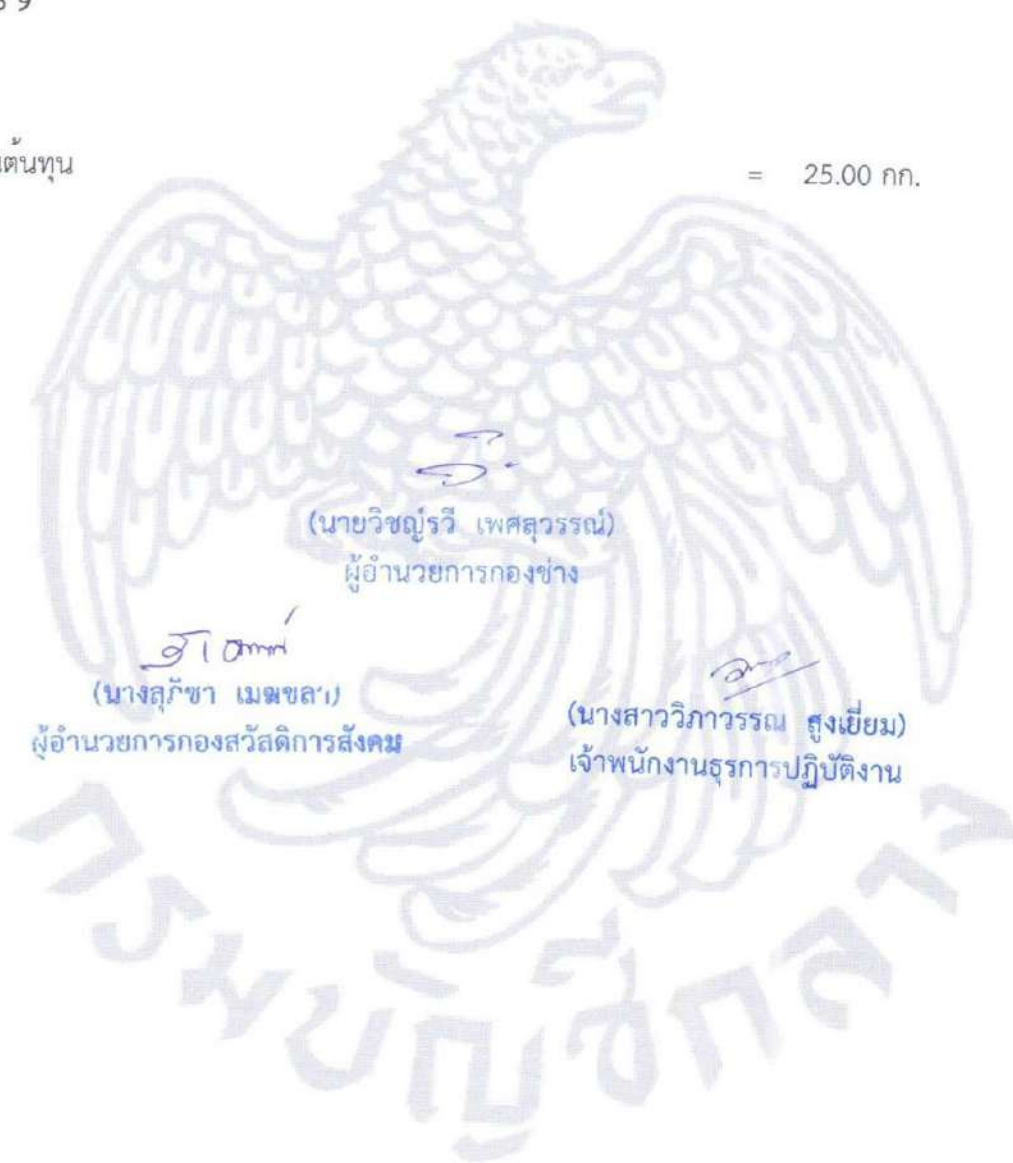 นต้นทุน = 25.00 กก.
(นายวิชญ์รวี เพศสุวรรณ์)
ผู้อำนวยการกองช่าง
(นางสุภัชา เมฆขลา)
ผู้อำนวยการกองสวัสดิการสังคม
(นางสาววิภาวรรณ สูงเยี่ยม)
เจ้าพนักงานธุรการปฏิบัติงาน
กรมบัญชีกลาง